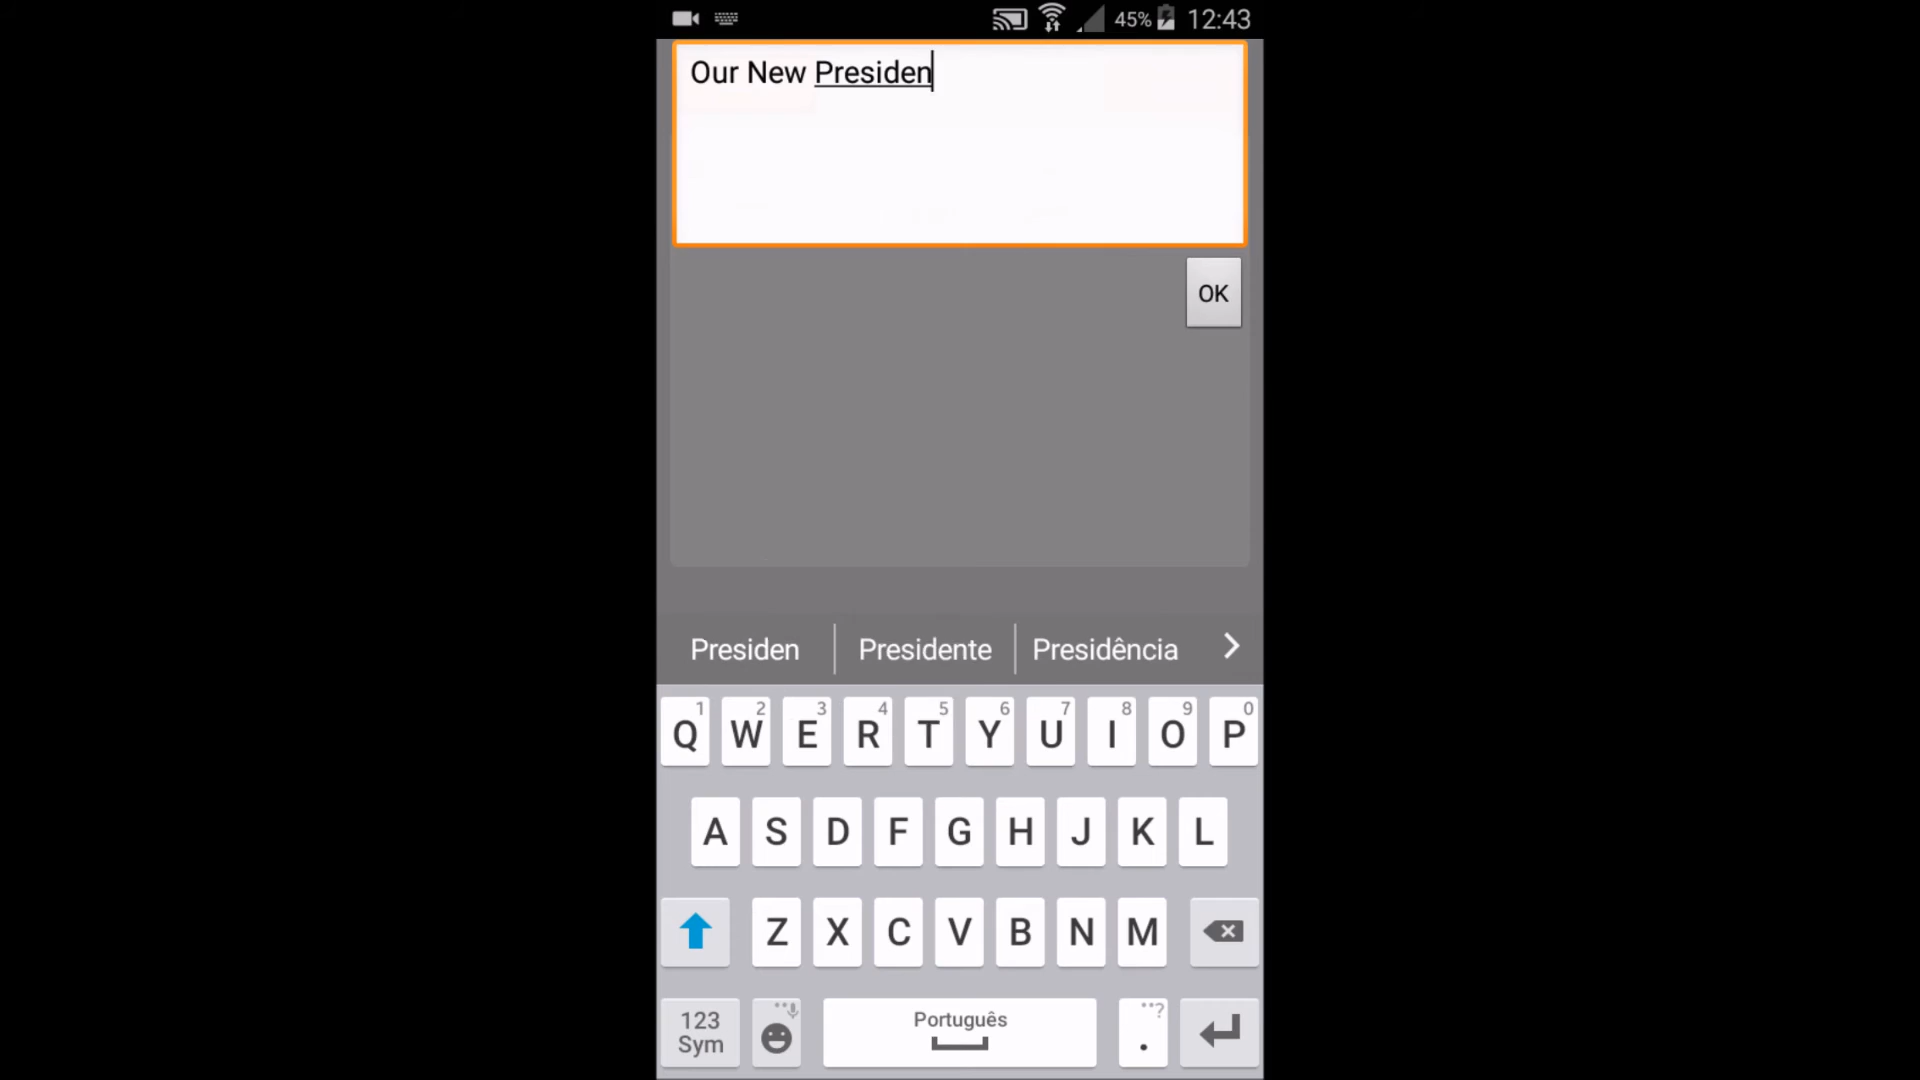 45% 12:43
Our New Presiden
OK
Presiden Presidente Presidência
1 2 3 4 5 6 7 8 9 0
Q W E R T Y U I O P
A S D F G H J K L
Z X C V B N M
123 Português ?
Sym .